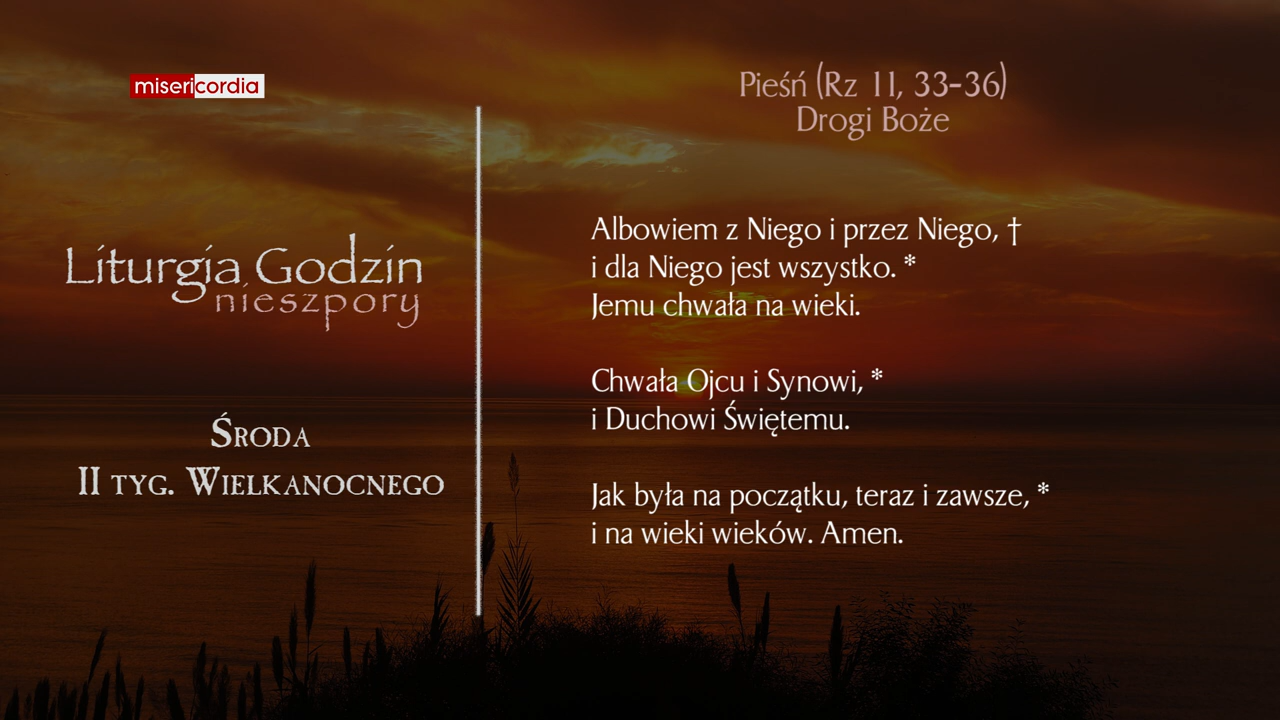 misericordia
Liturgia Godzin
nieszpory
Środa
II tyg. Wielkanocnego
Pieśń (Rz 11, 33-36)
Drogi Boże
Albowiem z Niego i przez Niego, †
i dla Niego jest wszystko. *
Jemu chwała na wieki.
Chwała Ojcu i Synowi, *
i Duchowi Świętemu.
Jak była na początku, teraz i zawsze, *
i na wieki wieków. Amen.